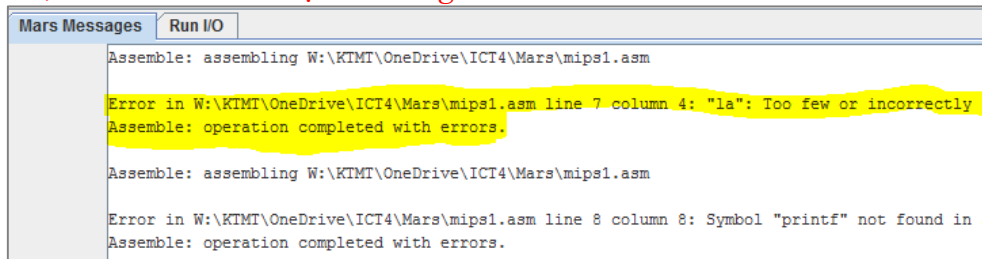 Mars Messages Run I/O
Assemble: assembling W:\KTMT\OneDrive\ICT4\Mars\mips1.asm
Error in W:\KTMT\OneDrive\ICT4\Mars\mips1.asm line 7 column 4: "la": Too few or incorrectly
Assemble: operation completed with errors.
Assemble: assembling W:\KTMT\OneDrive\ICT4\Mars\mips1.asm
Error in W:\KTMT\OneDrive\ICT4\Mars\mips1.asm line 8 column 8: Symbol "printf" not found in
Assemble: operation completed with errors.